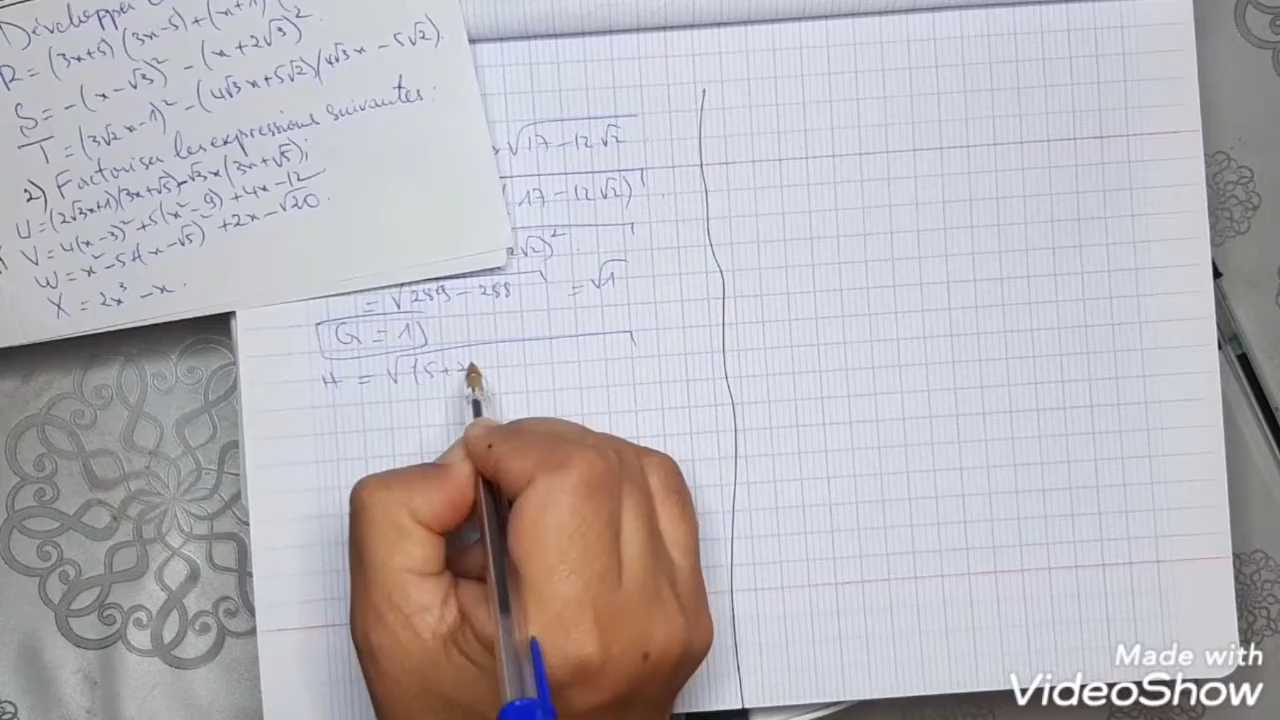 Développer
R = (3x+5)(3x-5)+(x+1)(
S = -(x-√3)² - (x+2√3)²
T = (3√2x-1)² - (4√3x+5√2)(4√3x-5√2)
2) Factoriser les expressions suivantes:
U = (2√3x+1)(3x+√5)-√3x(3x+√5);
V = 4(x-3)²+5(x²-9)+4x-12
W = x²-5+(x-√5)²+2x-√20
X = 2x³-x.
√17-12√2
(17-12√2)
2√2)²
= √289-288 = √1
G = 1
H = √(5+2
Made with
VideoShow